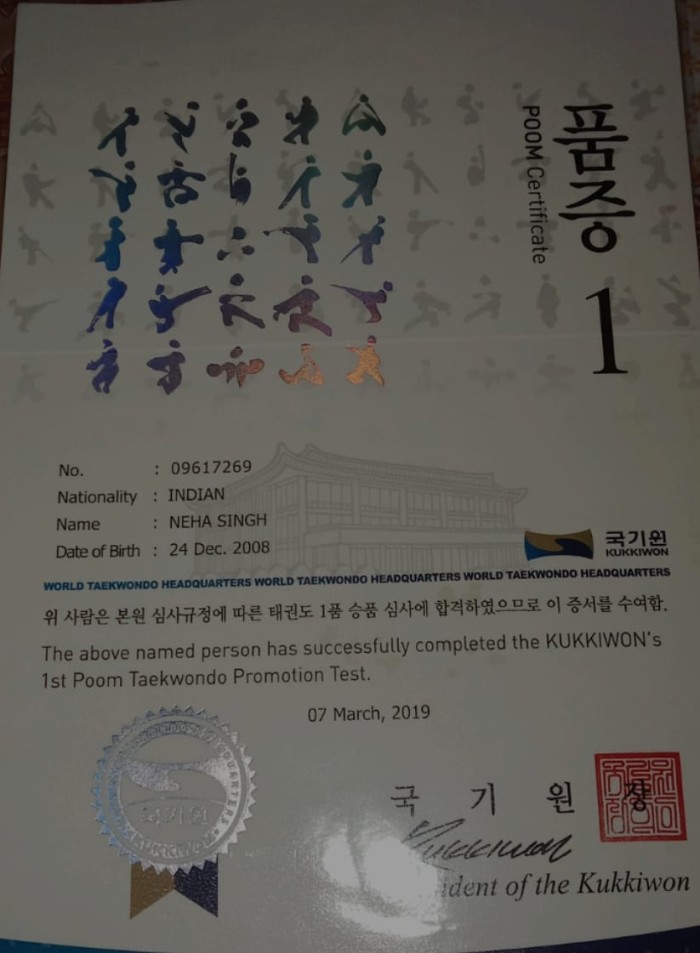 품증
POOM Certificate
1
No. : 09617269
Nationality : INDIAN
Name : NEHA SINGH
Date of Birth : 24 Dec. 2008
국기원
KUKKIWON
WORLD TAEKWONDO HEADQUARTERS WORLD TAEKWONDO HEADQUARTERS WORLD TAEKWONDO HEADQUARTERS
위 사람은 본원 심사규정에 따른 태권도 1품 승품 심사에 합격하였으므로 이 증서를 수여함.
The above named person has successfully completed the KUKKIWON's
1st Poom Taekwondo Promotion Test.
07 March, 2019
국 기 원 장
Kukkiwon
ident of the Kukkiwon
국기원